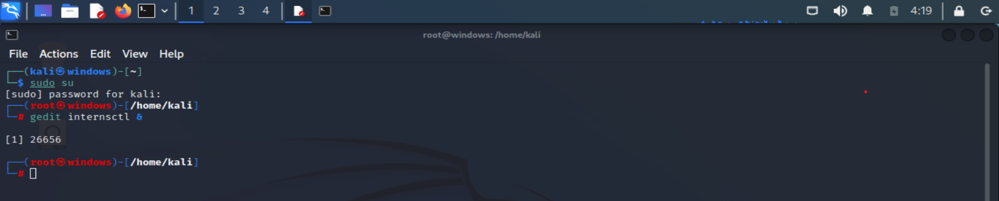 1 2 3 4 4:19
root@windows: /home/kali
File Actions Edit View Help
┌──(kali㉿windows)-[~]
└─$ sudo su
[sudo] password for kali:
┌──(root㉿windows)-[/home/kali]
└─# gedit internsctl &
[1] 26656
┌──(root㉿windows)-[/home/kali]
└─#